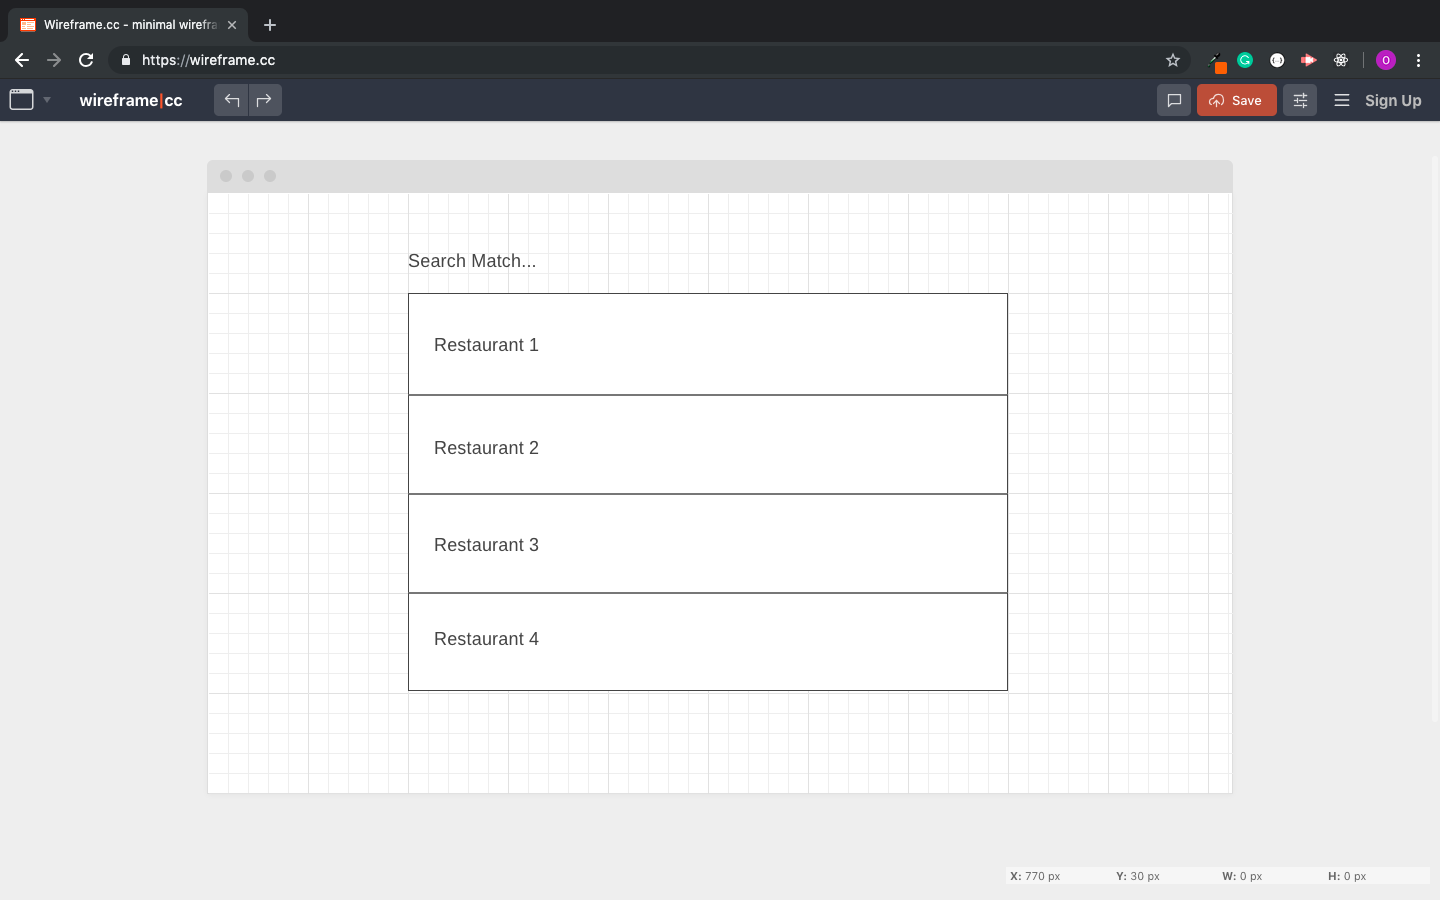 Wireframe.cc - minimal wirefra
https://wireframe.cc
wireframe|cc
Save
Sign Up
Search Match...
Restaurant 1
Restaurant 2
Restaurant 3
Restaurant 4
X: 770 px Y: 30 px W: 0 px H: 0 px